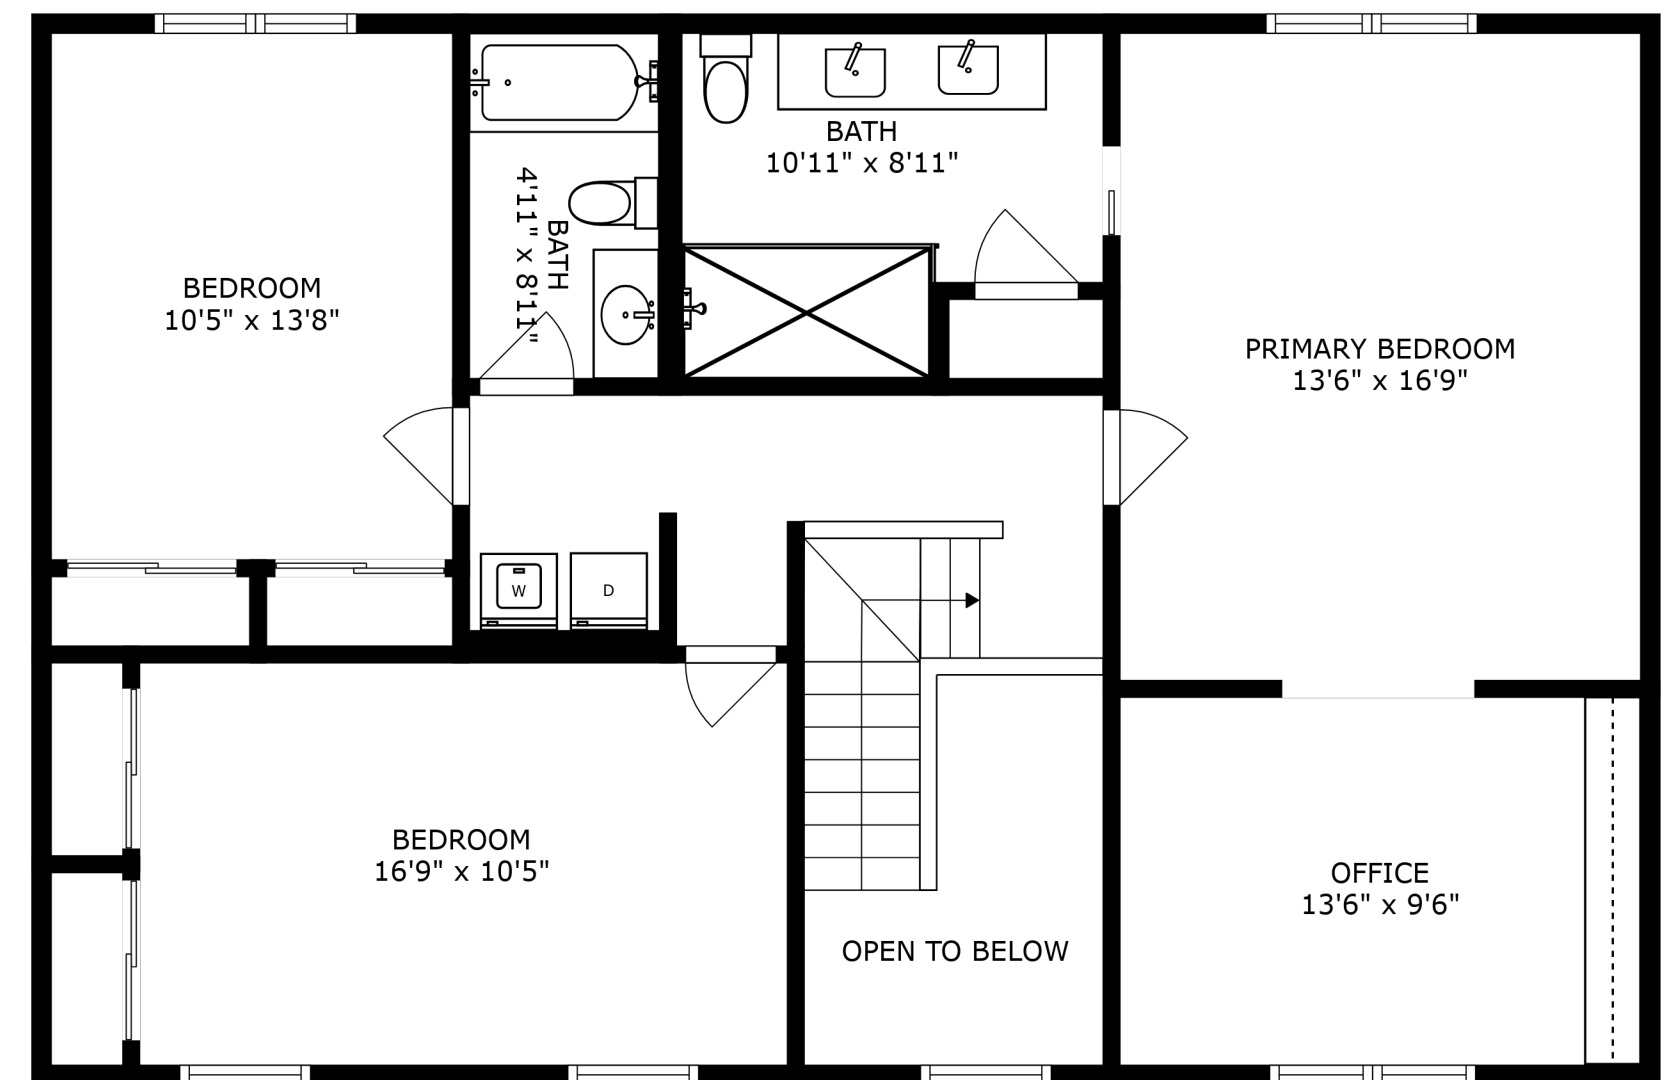 BATH
10'11" x 8'11"
BATH
4'11" x 8'11"
BEDROOM
10'5" x 13'8"
PRIMARY BEDROOM
13'6" x 16'9"
W
D
BEDROOM
16'9" x 10'5"
OFFICE
13'6" x 9'6"
OPEN TO BELOW